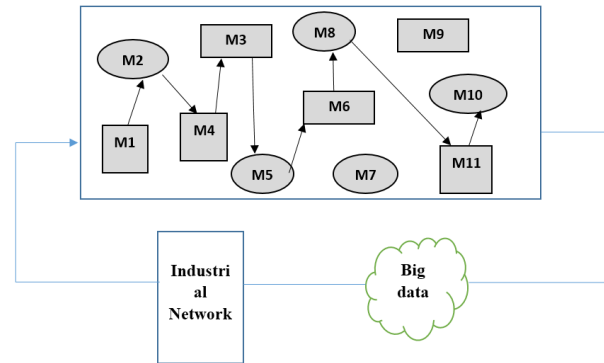 M8
M9
M3
M2
M10
M6
M4
M1
M11
M5
M7
Industri
al
Network
Big
data